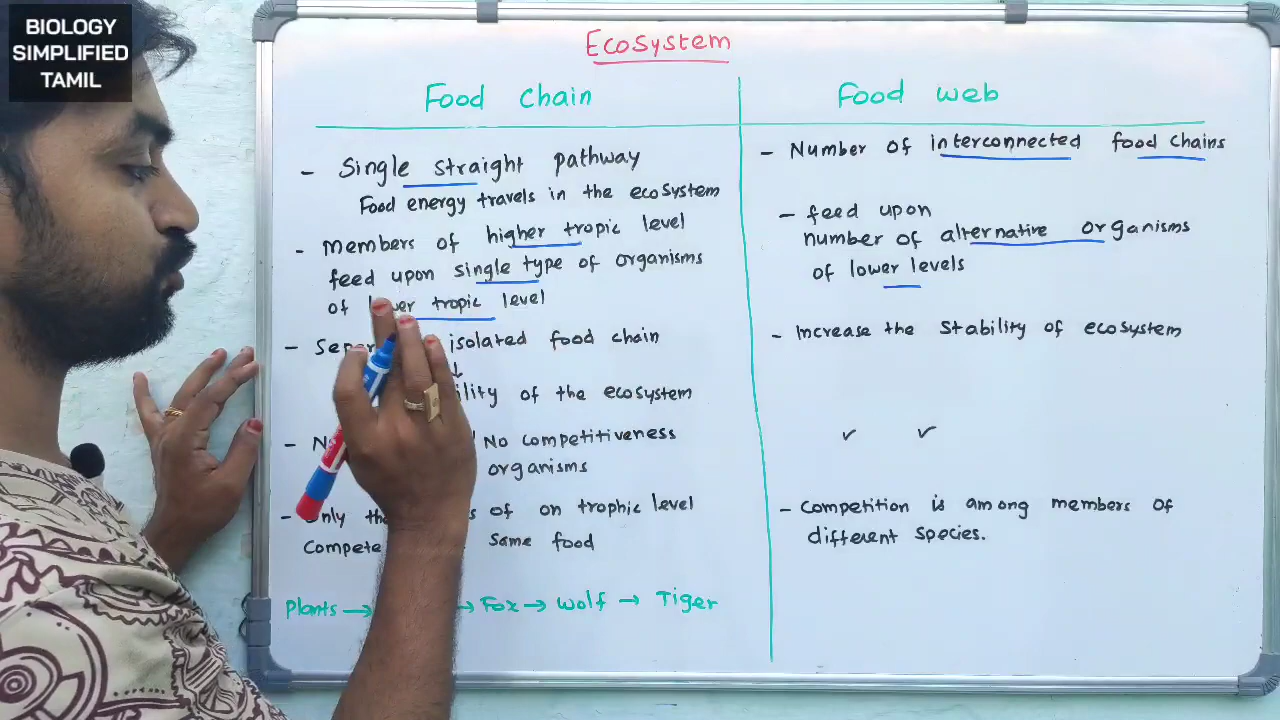 BIOLOGY
SIMPLIFIED
TAMIL
Ecosystem
Food chain
- Single straight pathway
Food energy travels in the ecosystem
- Members of higher tropic level
feed upon single type of organisms
of lower tropic level
- isolated food chain
of the ecosystem
- No competitiveness
organisms
- Only of on trophic level
Compete same food
Plants → → Fox → Wolf → Tiger
Food web
- Number of interconnected food chains
- feed upon
number of alternative organisms
of lower levels
- Increase the stability of ecosystem
- Competition is among members of
different species.